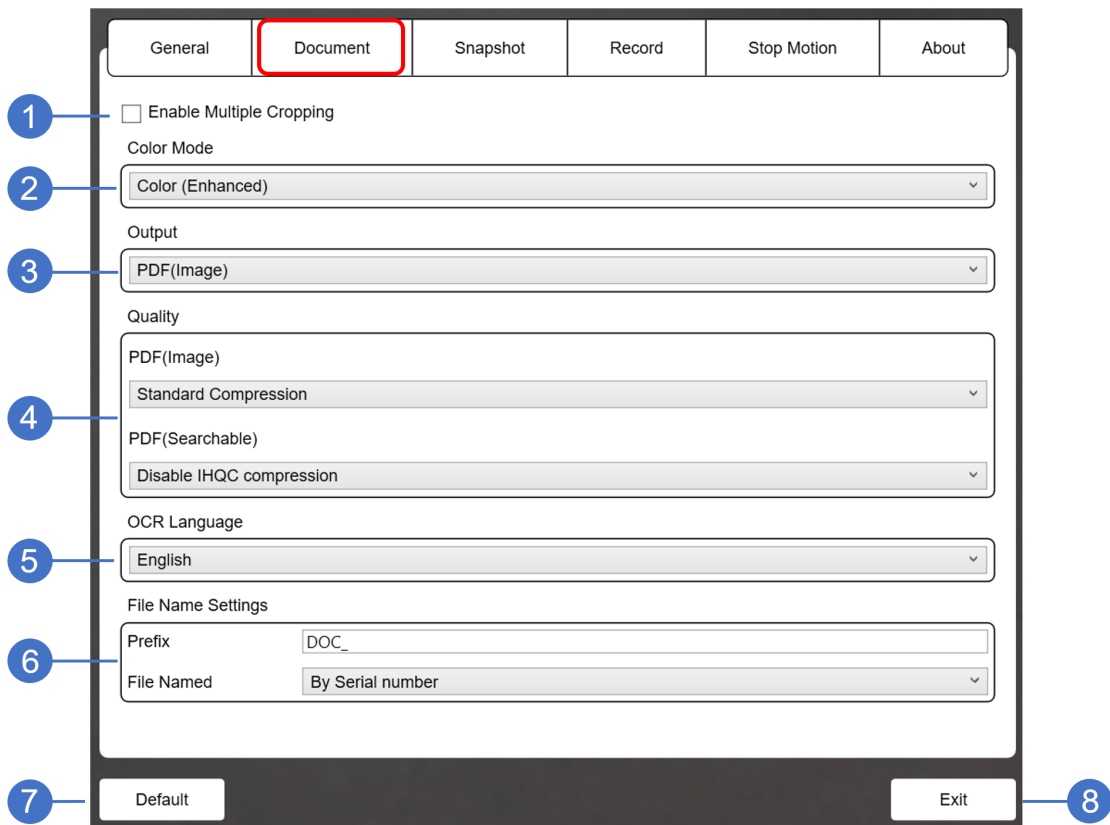 General Document Snapshot Record Stop Motion About
1 Enable Multiple Cropping
Color Mode
2 Color (Enhanced)
Output
3 PDF(Image)
Quality
PDF(Image)
Standard Compression
4
PDF(Searchable)
Disable IHQC compression
OCR Language
5 English
File Name Settings
Prefix DOC_
6
File Named By Serial number
7 Default Exit 8